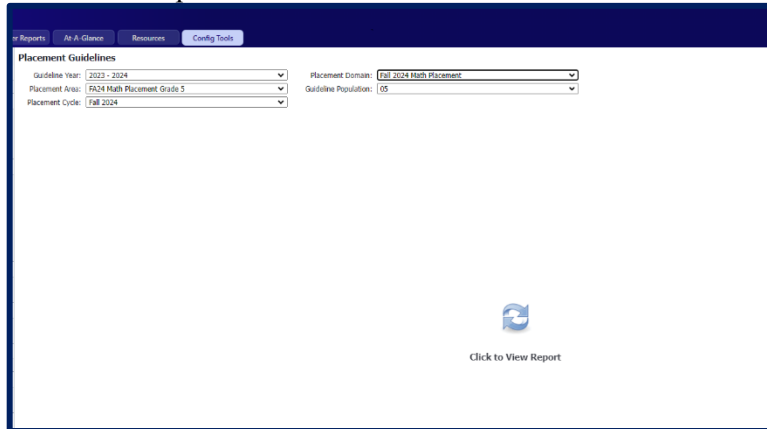 er Reports At-A-Glance Resources Config Tools
Placement Guidelines
Guideline Year: 2023 - 2024 Placement Domain: Fall 2024 Math Placement
Placement Area: FA24 Math Placement Grade 5 Guideline Population: 05
Placement Cycle: Fall 2024
Click to View Report